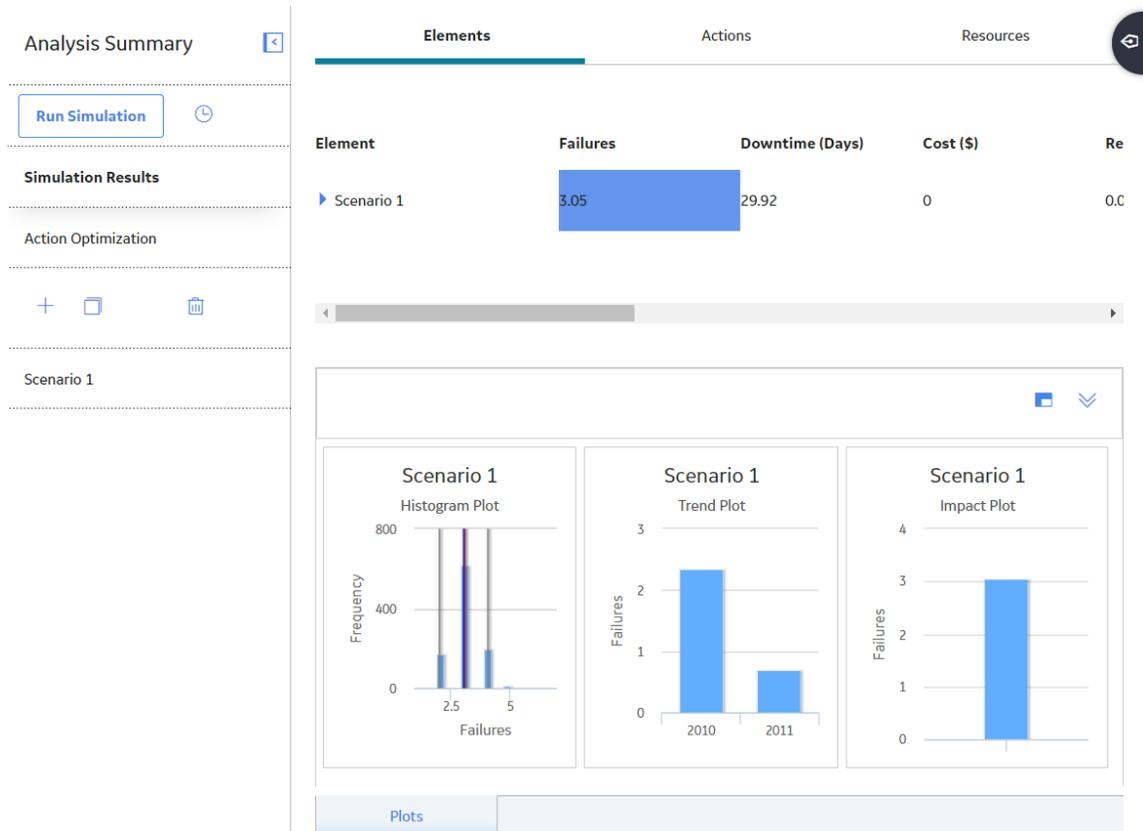 Analysis Summary
Run Simulation
Simulation Results
Action Optimization
Scenario 1
Elements Actions Resources
Element Failures Downtime (Days) Cost ($) Re
Scenario 1 3.05 29.92 0 0.0
Scenario 1
Histogram Plot
800
400
0
Frequency
2.5 5
Failures
Scenario 1
Trend Plot
3
2
1
0
Failures
2010 2011
Scenario 1
Impact Plot
4
3
2
1
0
Failures
Plots